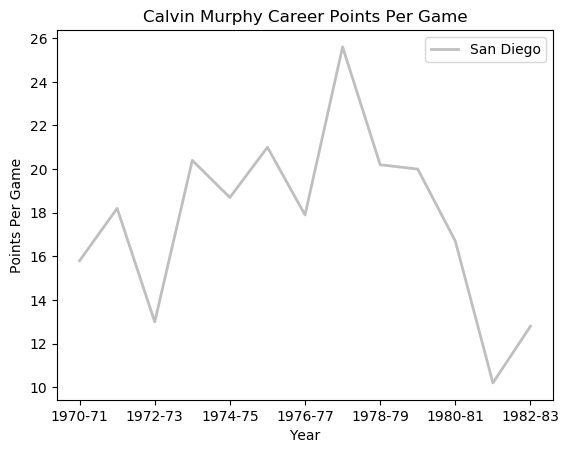 Calvin Murphy Career Points Per Game
San Diego
Points Per Game
26
24
22
20
18
16
14
12
10
1970-71 1972-73 1974-75 1976-77 1978-79 1980-81 1982-83
Year